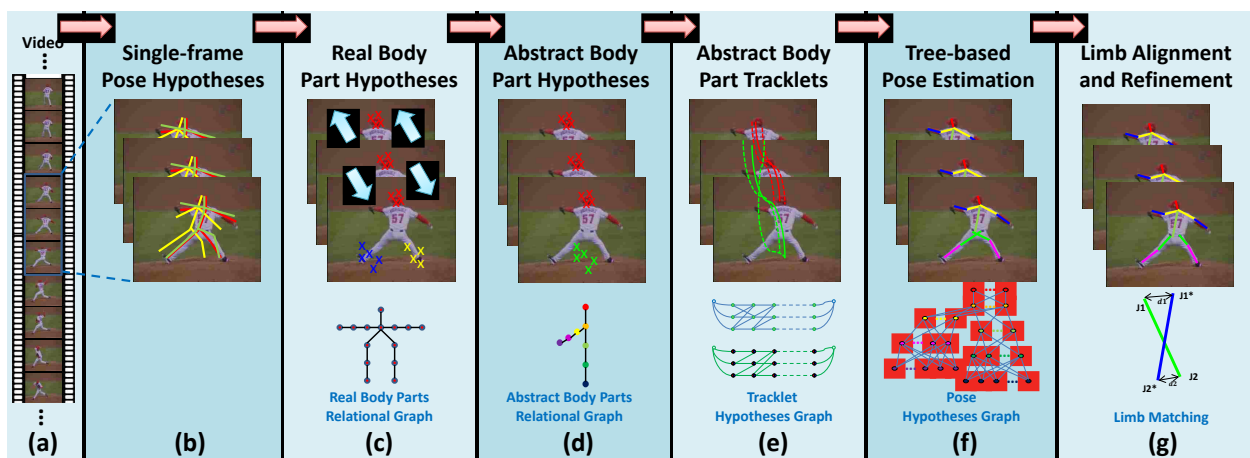 Video
(a)
Single-frame
Pose Hypotheses
(b)
Real Body
Part Hypotheses
57
X X X X X X
X X X X
Real Body Parts
Relational Graph
(c)
Abstract Body
Part Hypotheses
57
X X X X X X
Abstract Body Parts
Relational Graph
(d)
Abstract Body
Part Tracklets
Tracklet
Hypotheses Graph
(e)
Tree-based
Pose Estimation
57
Pose
Hypotheses Graph
(f)
Limb Alignment
and Refinement
57
J1*
d1
J1
J2
d2
J2*
Limb Matching
(g)